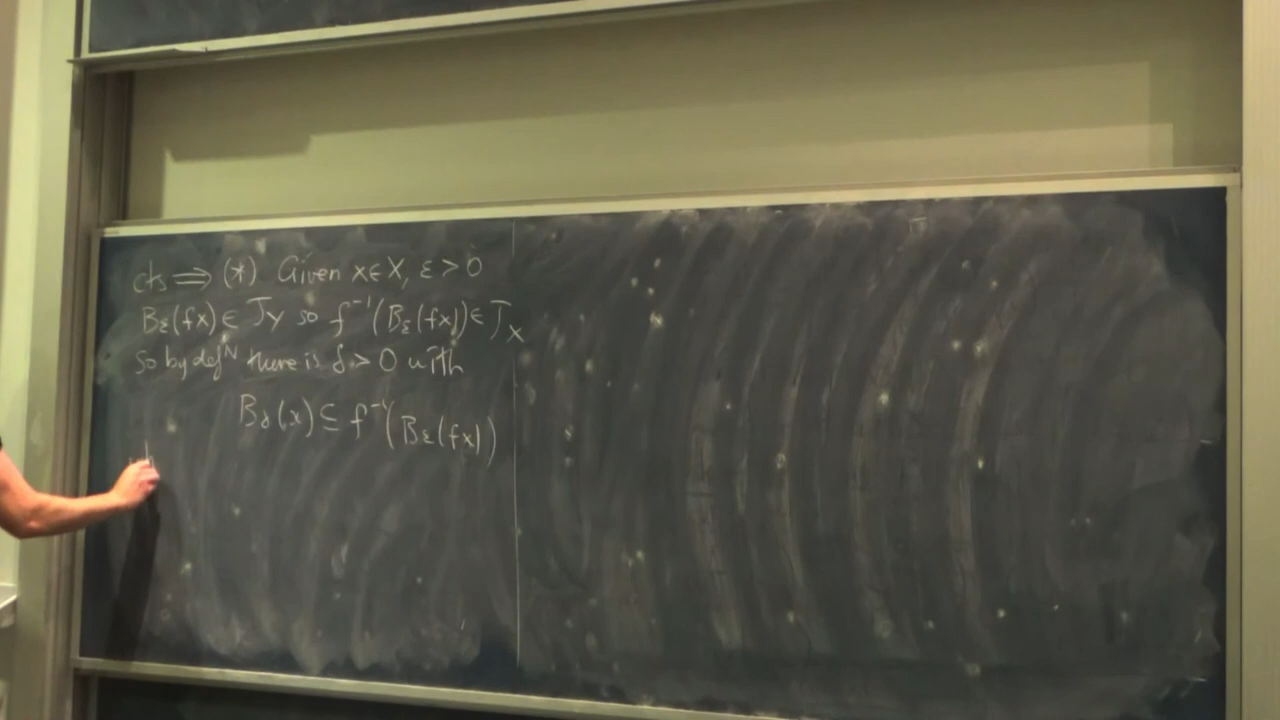 cts ⟹ (*). Given x∈X, ε > 0
Bε(fx) ∈ Jy so f⁻¹(Bε(fx)) ∈ Jx
so by defᴺ there is δ > 0 with
Bδ(x) ⊆ f⁻¹(Bε(fx))